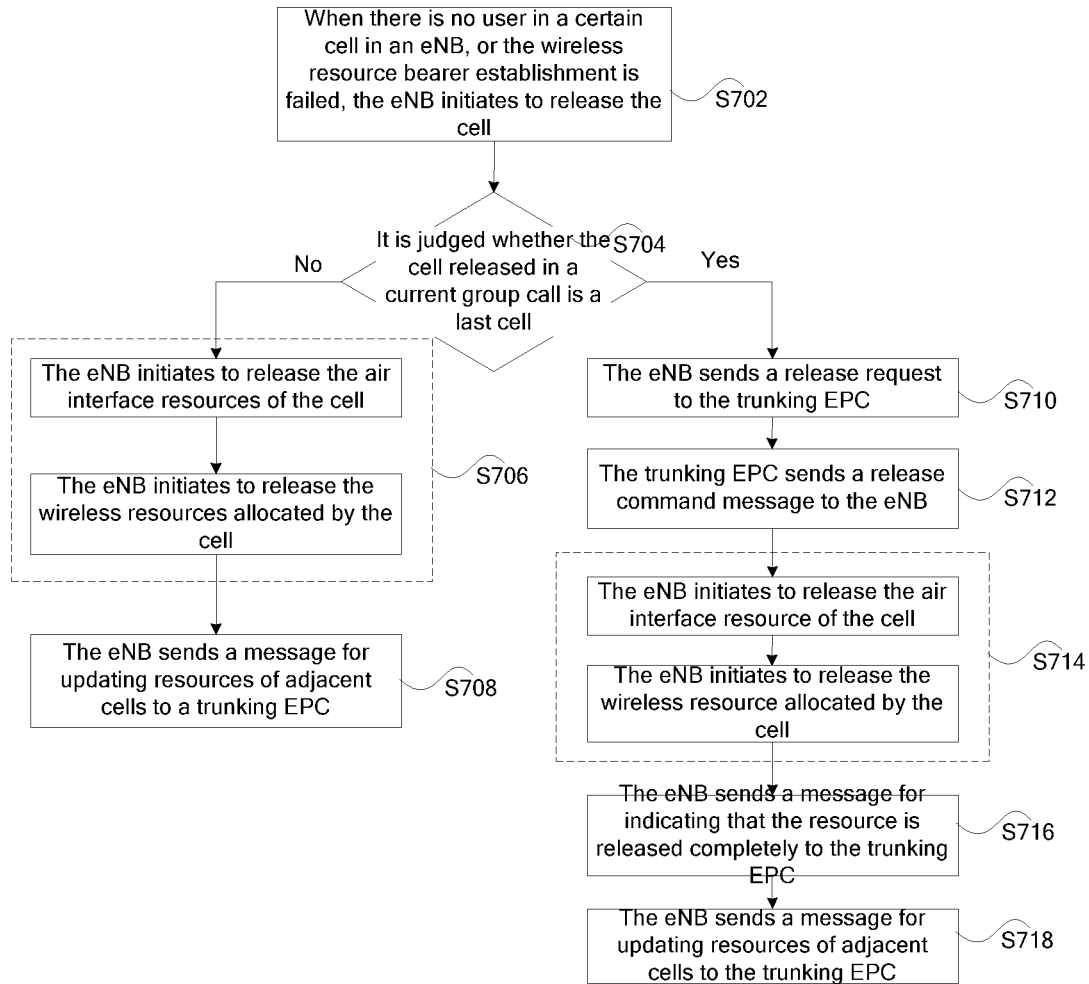 When there is no user in a certain
cell in an eNB, or the wireless
resource bearer establishment is
failed, the eNB initiates to release the
cell
S702
It is judged whether the
cell released in a
current group call is a
last cell
S704
No
Yes
The eNB initiates to release the air
interface resources of the cell
The eNB initiates to release the
wireless resources allocated by the
cell
S706
The eNB sends a message for
updating resources of adjacent
cells to a trunking EPC
S708
The eNB sends a release request
to the trunking EPC
S710
The trunking EPC sends a release
command message to the eNB
S712
The eNB initiates to release the air
interface resource of the cell
The eNB initiates to release the
wireless resource allocated by the
cell
S714
The eNB sends a message for
indicating that the resource is
released completely to the trunking
EPC
S716
The eNB sends a message for
updating resources of adjacent
cells to the trunking EPC
S718